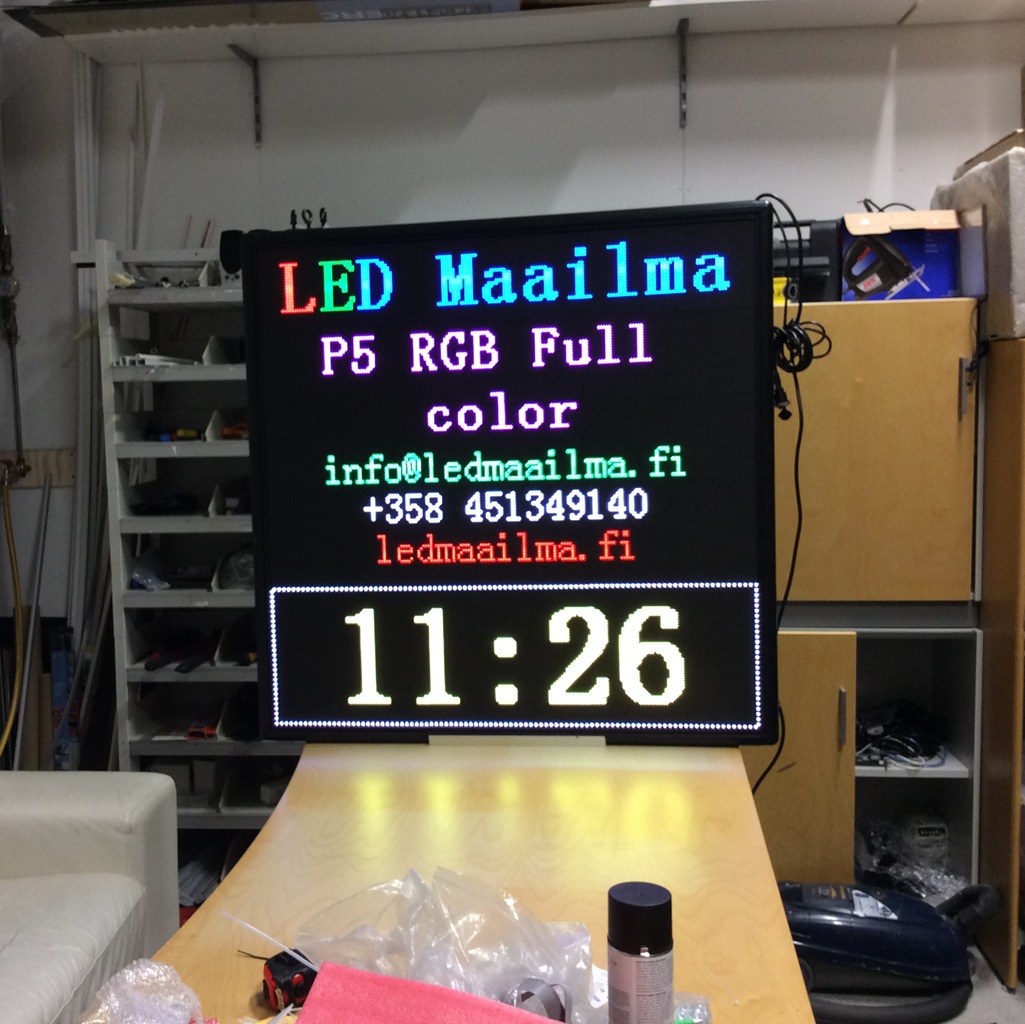 LED Maailma
P5 RGB Full
color
info@ledmaailma.fi
+358 451349140
ledmaailma.fi
11:26